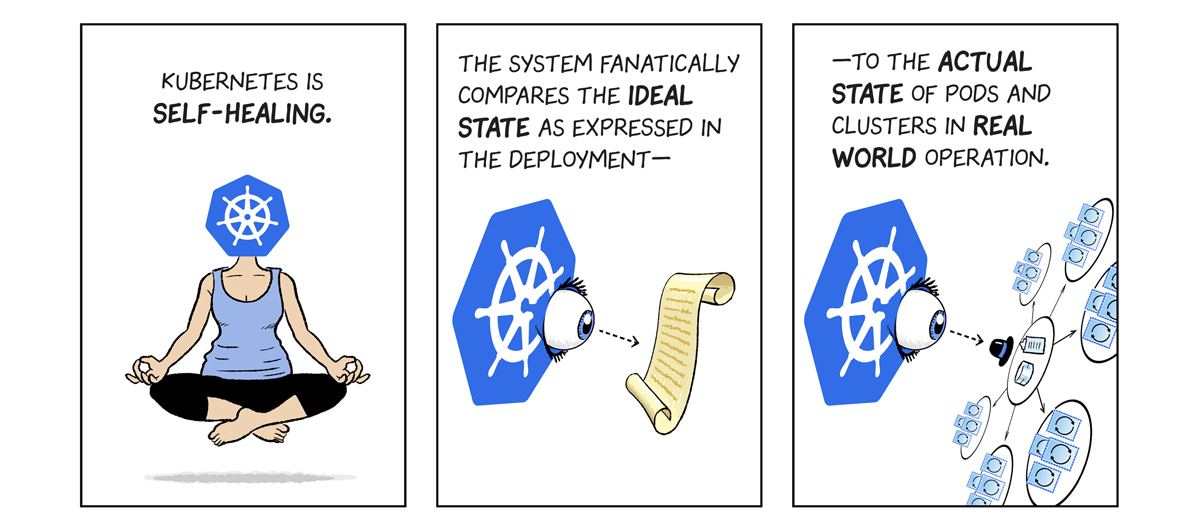 KUBERNETES IS
SELF-HEALING.
THE SYSTEM FANATICALLY
COMPARES THE IDEAL
STATE AS EXPRESSED IN
THE DEPLOYMENT—
—TO THE ACTUAL
STATE OF PODS AND
CLUSTERS IN REAL
WORLD OPERATION.